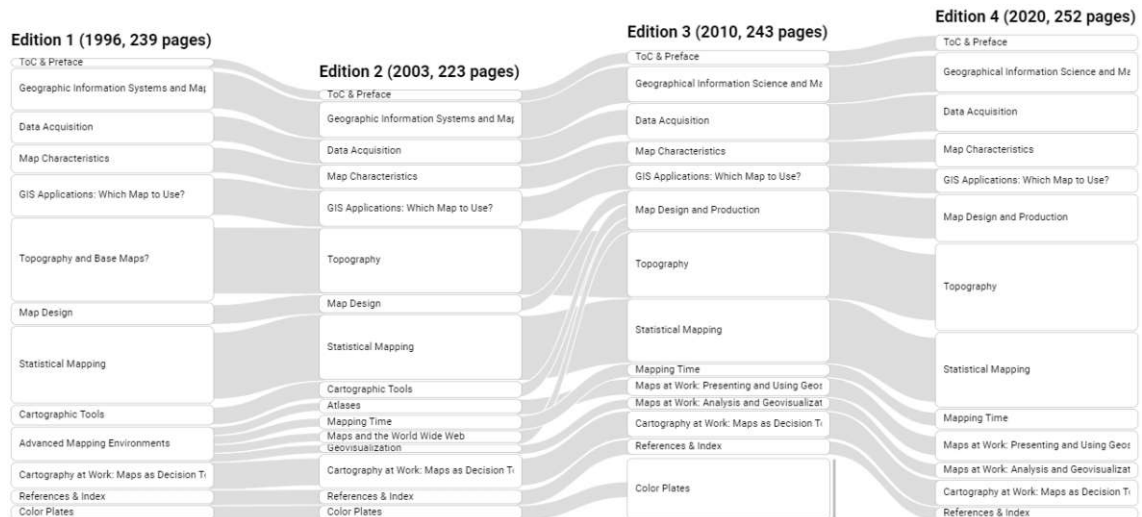 Edition 1 (1996, 239 pages)
ToC & Preface
Geographic Information Systems and Map
Data Acquisition
Map Characteristics
GIS Applications: Which Map to Use?
Topography and Base Maps?
Map Design
Statistical Mapping
Cartographic Tools
Advanced Mapping Environments
Cartography at Work: Maps as Decision T
References & Index
Color Plates
Edition 2 (2003, 223 pages)
ToC & Preface
Geographic Information Systems and Map
Data Acquisition
Map Characteristics
GIS Applications: Which Map to Use?
Topography
Map Design
Statistical Mapping
Cartographic Tools
Atlases
Mapping Time
Maps and the World Wide Web
Geovisualization
Cartography at Work: Maps as Decision T
References & Index
Color Plates
Edition 3 (2010, 243 pages)
ToC & Preface
Geographical Information Science and Ma
Data Acquisition
Map Characteristics
GIS Applications: Which Map to Use?
Map Design and Production
Topography
Statistical Mapping
Mapping Time
Maps at Work: Presenting and Using Geos
Maps at Work: Analysis and Geovisualizat
Cartography at Work: Maps as Decision T
References & Index
Color Plates
Edition 4 (2020, 252 pages)
ToC & Preface
Geographical Information Science and Ma
Data Acquisition
Map Characteristics
GIS Applications: Which Map to Use?
Map Design and Production
Topography
Statistical Mapping
Mapping Time
Maps at Work: Presenting and Using Geos
Maps at Work: Analysis and Geovisualizat
Cartography at Work: Maps as Decision T
References & Index